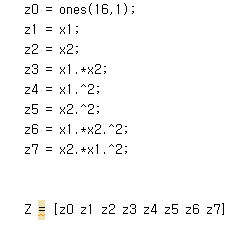 z0 = ones(16,1);
z1 = x1;
z2 = x2;
z3 = x1.*x2;
z4 = x1.^2;
z5 = x2.^2;
z6 = x1.*x2.^2;
z7 = x2.*x1.^2;
Z = [z0 z1 z2 z3 z4 z5 z6 z7]